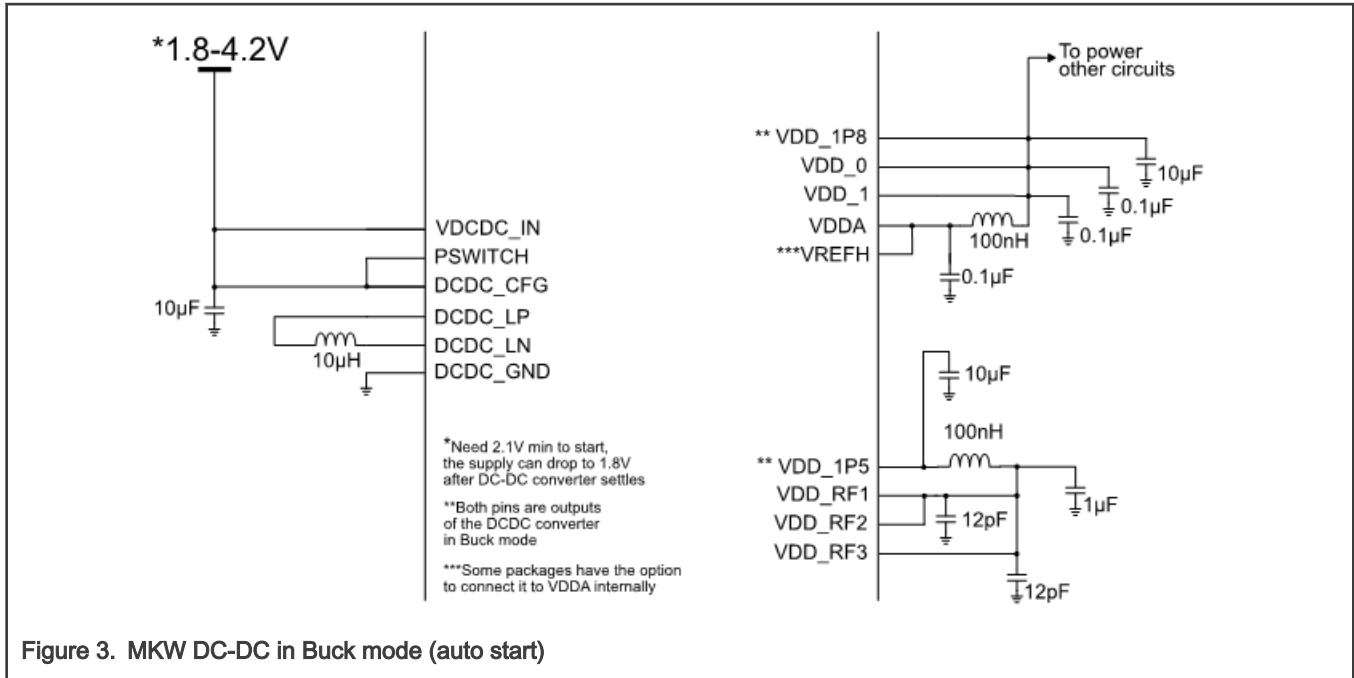 *1.8-4.2V
VDCDC_IN
PSWITCH
DCDC_CFG
10µF
DCDC_LP
DCDC_LN
10µH
DCDC_GND
*Need 2.1V min to start,
the supply can drop to 1.8V
after DC-DC converter settles
**Both pins are outputs
of the DCDC converter
in Buck mode
***Some packages have the option
to connect it to VDDA internally
To power
other circuits
** VDD_1P8
VDD_0
10µF
VDD_1
0.1µF
VDDA
100nH
0.1µF
***VREFH
0.1µF
10µF
100nH
** VDD_1P5
VDD_RF1
1µF
VDD_RF2
12pF
VDD_RF3
12pF
Figure 3. MKW DC-DC in Buck mode (auto start)